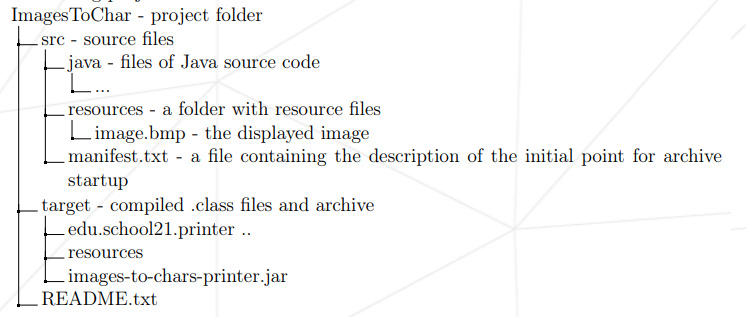 ImagesToChar - project folder
src - source files
java - files of Java source code
...
resources - a folder with resource files
image.bmp - the displayed image
manifest.txt - a file containing the description of the initial point for archive
startup
target - compiled .class files and archive
edu.school21.printer ..
resources
images-to-chars-printer.jar
README.txt